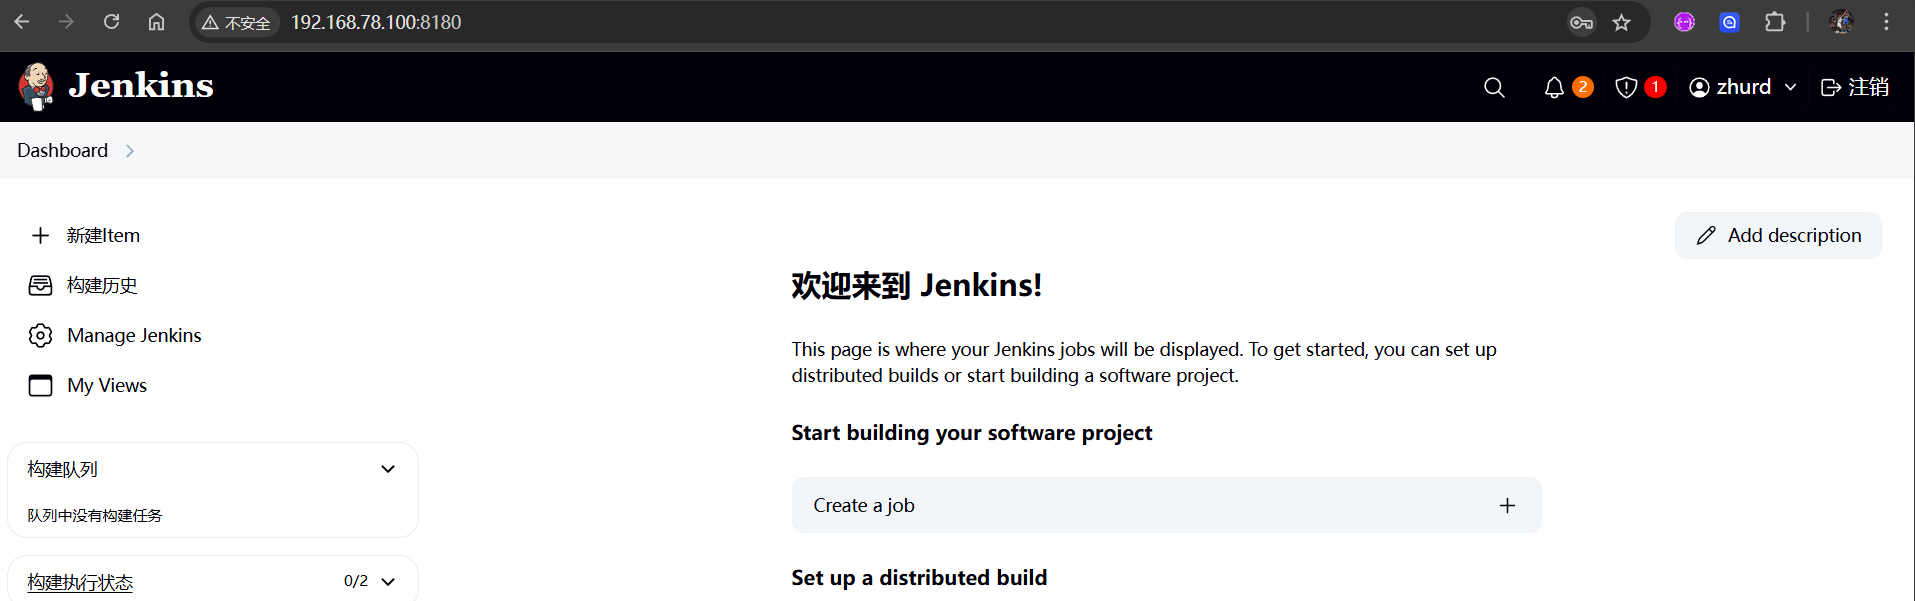 不安全 192.168.78.100:8180
Jenkins
2
1
zhurd
注销
Dashboard
新建Item
构建历史
Manage Jenkins
My Views
构建队列
队列中没有构建任务
构建执行状态 0/2
Add description
欢迎来到 Jenkins!
This page is where your Jenkins jobs will be displayed. To get started, you can set up
distributed builds or start building a software project.
Start building your software project
Create a job
Set up a distributed build